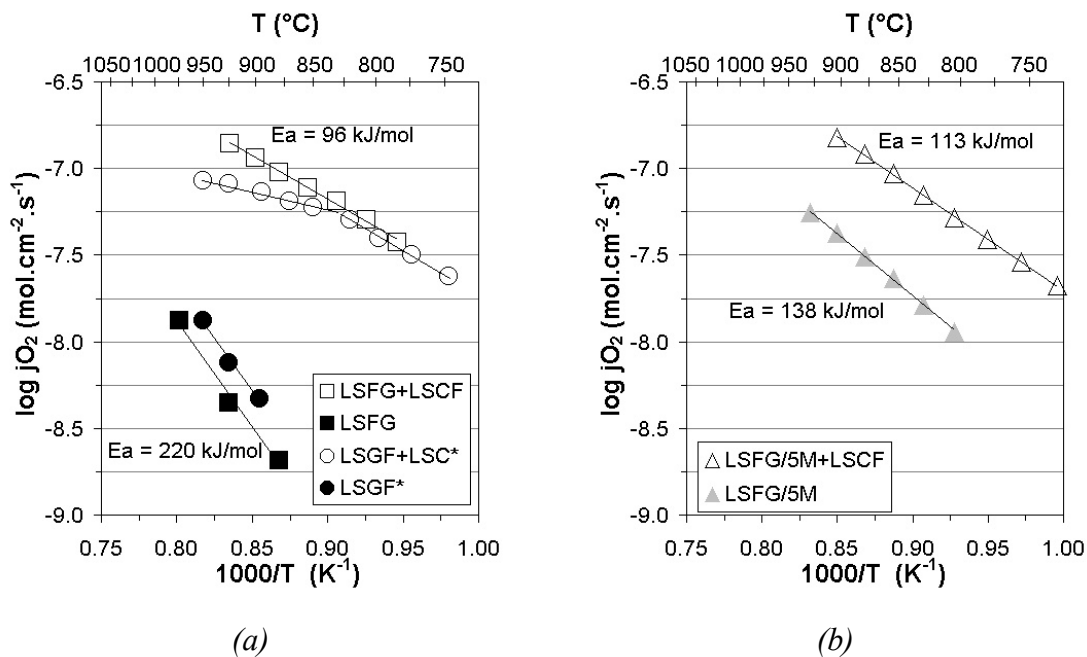 T (°C)
1050 1000 950 900 850 800 750
-6.5
-7.0
-7.5
-8.0
-8.5
-9.0
log jO₂ (mol.cm⁻².s⁻¹)
Ea = 96 kJ/mol
Ea = 220 kJ/mol
LSFG+LSCF
LSFG
LSGF+LSC*
LSGF*
0.75 0.80 0.85 0.90 0.95 1.00
1000/T (K⁻¹)
(a)
T (°C)
1050 1000 950 900 850 800 750
-6.5
-7.0
-7.5
-8.0
-8.5
-9.0
log jO₂ (mol.cm⁻².s⁻¹)
Ea = 113 kJ/mol
Ea = 138 kJ/mol
LSFG/5M+LSCF
LSFG/5M
0.75 0.80 0.85 0.90 0.95 1.00
1000/T (K⁻¹)
(b)